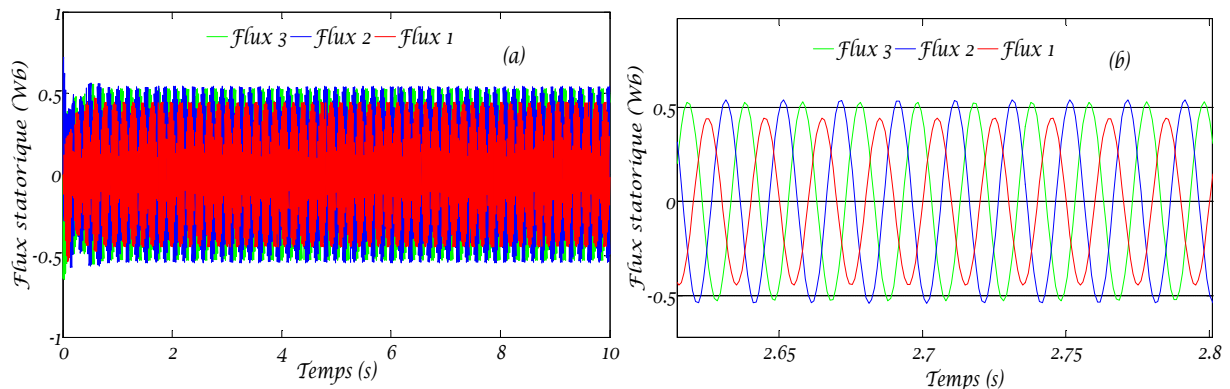 Flux 3 Flux 2 Flux 1
(a)
Flux statorique (Wb)
1
0.5
0
-0.5
-1
0 2 4 6 8 10
Temps (s)
Flux 3 Flux 2 Flux 1
(b)
Flux statorique (Wb)
0.5
0
-0.5
2.65 2.7 2.75 2.8
Temps (s)